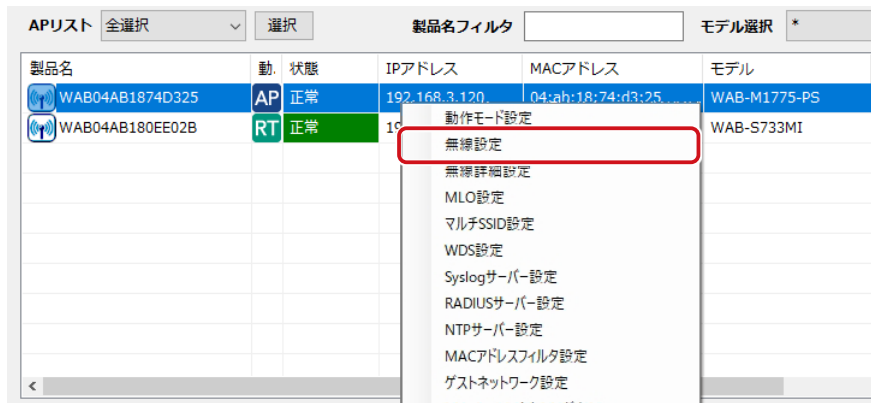 APリスト 全選択 選択 製品名フィルタ モデル選択 *
製品名 動. 状態 IPアドレス MACアドレス モデル
WAB04AB1874D325 AP 正常 192.168.3.120 04:ab:18:74:d3:25 WAB-M1775-PS
WAB04AB180EE02B RT 正常 19 WAB-S733MI
動作モード設定
無線設定
無線詳細設定
MLO設定
マルチSSID設定
WDS設定
Syslogサーバー設定
RADIUSサーバー設定
NTPサーバー設定
MACアドレスフィルタ設定
ゲストネットワーク設定